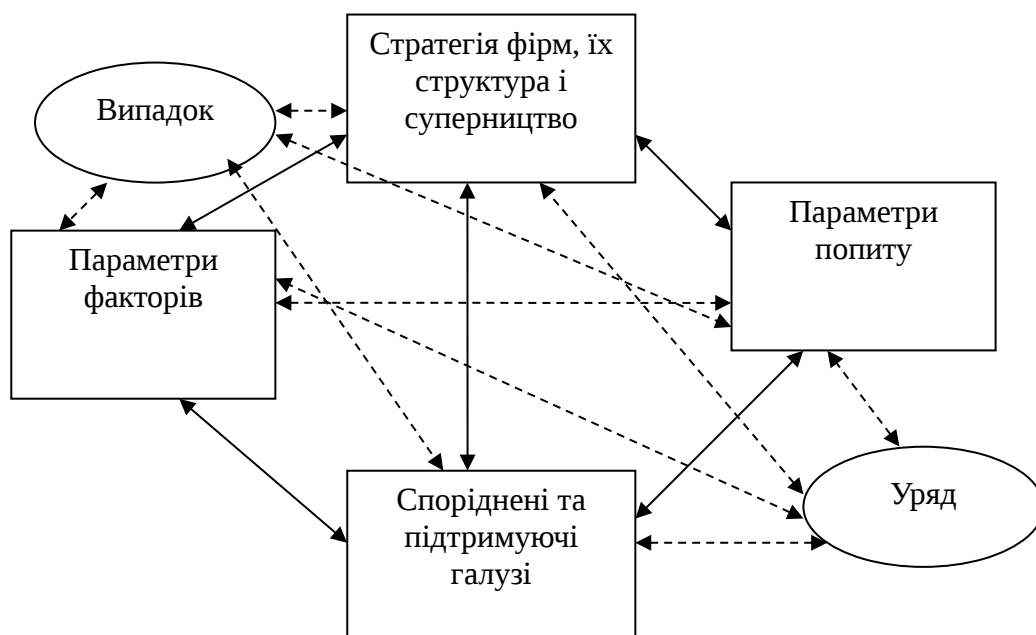 Стратегія фірм, їх
структура і
суперництво
Випадок
Параметри
попиту
Параметри
факторів
Споріднені та
підтримуючі
галузі
Уряд